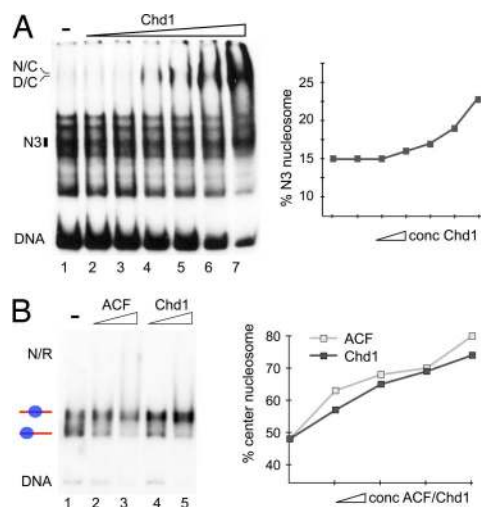 A
- Chd1
N/C
D/C
N3
DNA
1 2 3 4 5 6 7
% N3 nucleosome
25
20
15
conc Chd1
B
- ACF Chd1
N/R
DNA
1 2 3 4 5
% center nucleosome
80
70
60
50
40
ACF
Chd1
conc ACF/Chd1